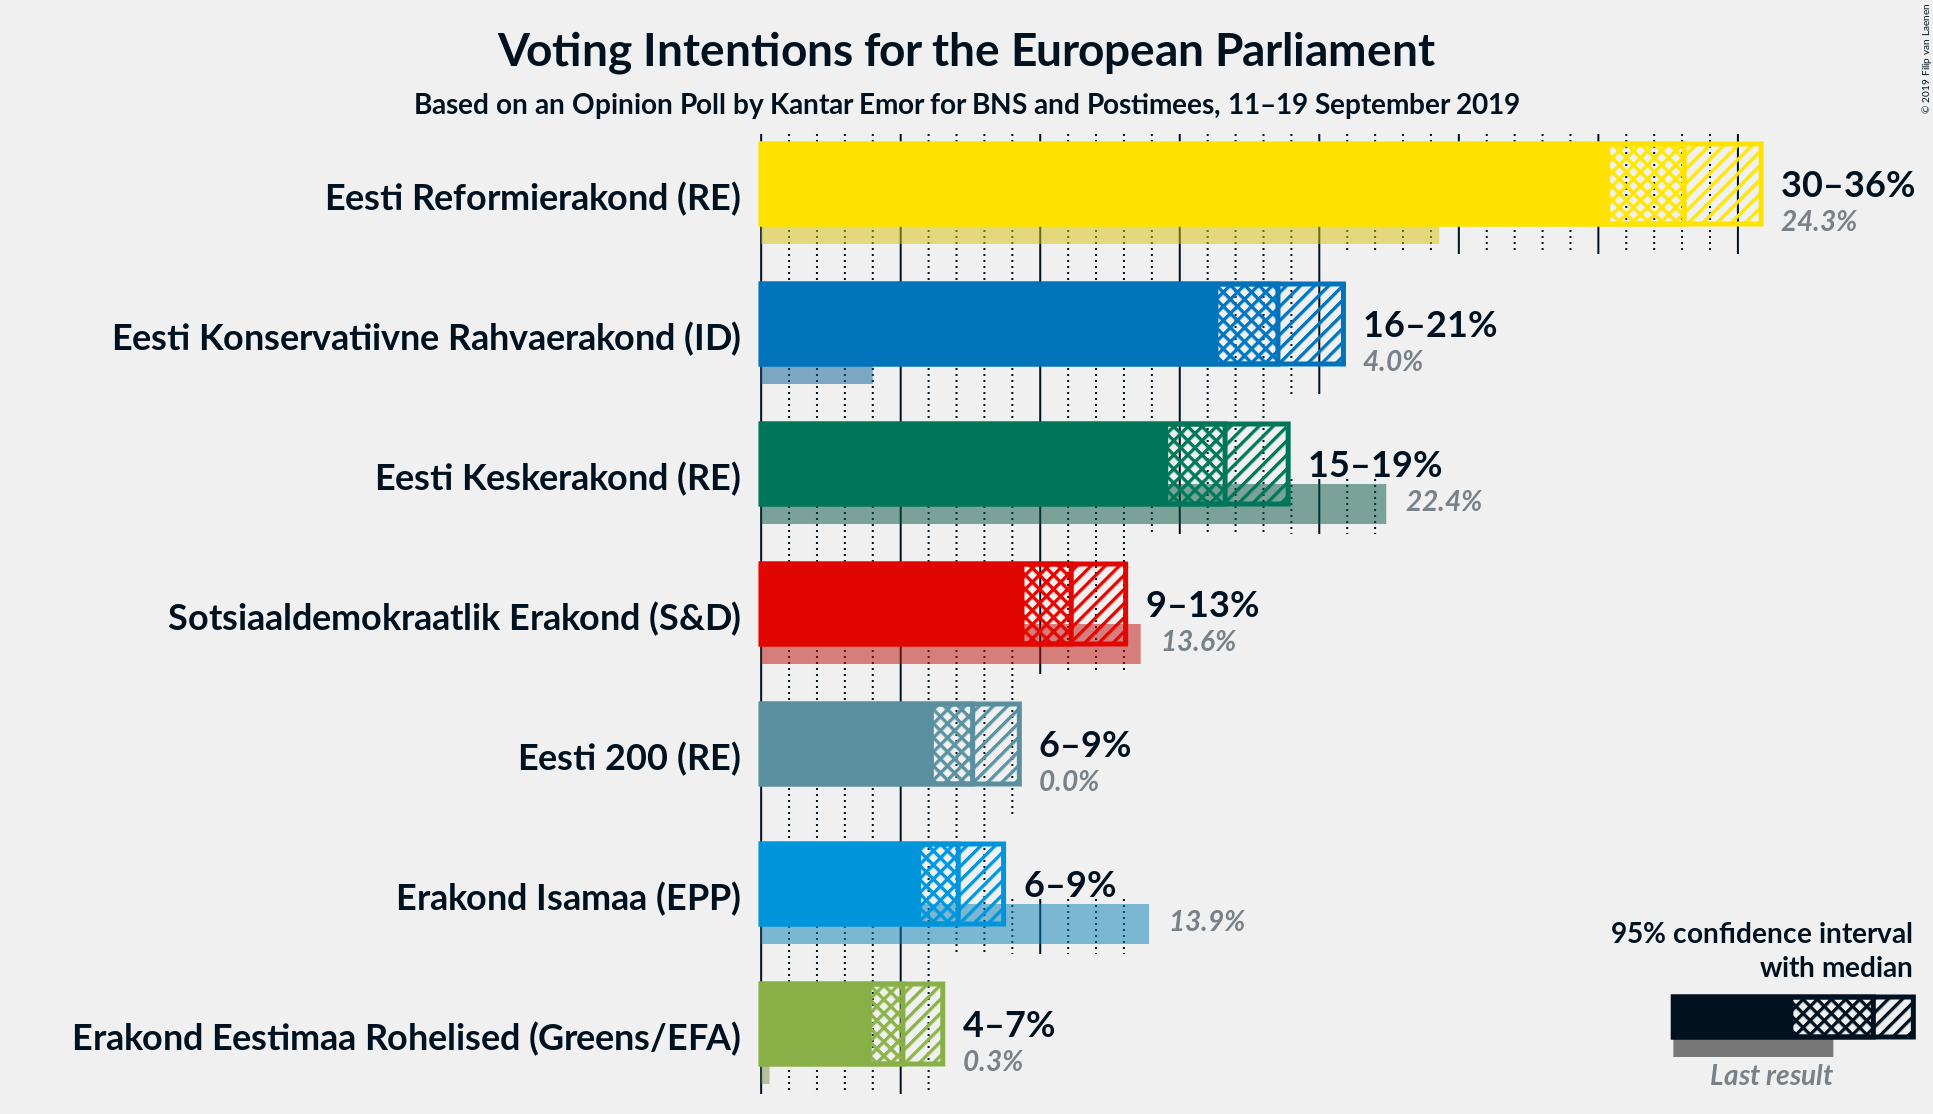 Voting Intentions for the European Parliament
Based on an Opinion Poll by Kantar Emor for BNS and Postimees, 11–19 September 2019
© 2019 Filip van Laenen
Eesti Reformierakond (RE)
30–36%
24.3%
Eesti Konservatiivne Rahvaerakond (ID)
16–21%
4.0%
Eesti Keskerakond (RE)
15–19%
22.4%
Sotsiaaldemokraatlik Erakond (S&D)
9–13%
13.6%
Eesti 200 (RE)
6–9%
0.0%
Erakond Isamaa (EPP)
6–9%
13.9%
Erakond Eestimaa Rohelised (Greens/EFA)
4–7%
0.3%
95% confidence interval
with median
Last result